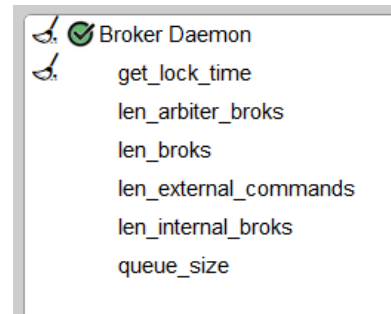 Broker Daemon
get_lock_time
len_arbiter_broks
len_broks
len_external_commands
len_internal_broks
queue_size